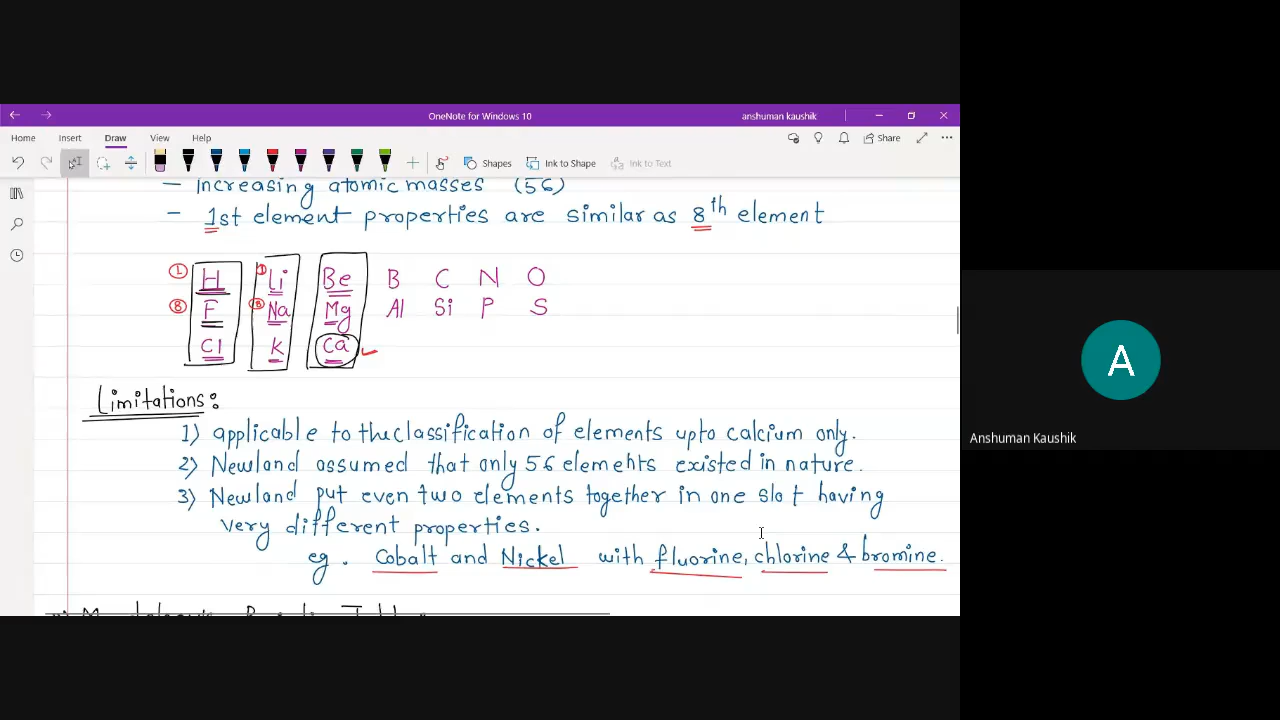 OneNote for Windows 10
anshuman kaushik
Home Insert Draw View Help
Share
Shapes Ink to Shape Ink to Text
– Increasing atomic masses (56)
– 1st element properties are similar as 8th element
1 H 1 Li Be B C N O
8 F 8 Na Mg Al Si P S
Cl K Ca
Limitations:
1) applicable to the classification of elements upto calcium only.
2) Newland assumed that only 56 elements existed in nature.
3) Newland put even two elements together in one slot having
very different properties.
eg. Cobalt and Nickel with fluorine, chlorine & bromine.
A
Anshuman Kaushik